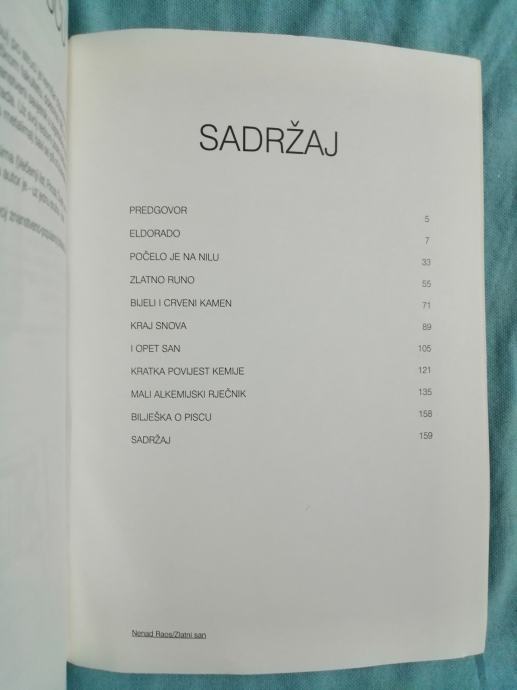 SADRŽAJ
PREDGOVOR 5
ELDORADO 7
POČELO JE NA NILU 33
ZLATNO RUNO 55
BIJELI I CRVENI KAMEN 71
KRAJ SNOVA 89
I OPET SAN 105
KRATKA POVIJEST KEMIJE 121
MALI ALKEMIJSKI RJEČNIK 135
BILJEŠKA O PISCU 158
SADRŽAJ 159
Nenad Raos/Zlatni san